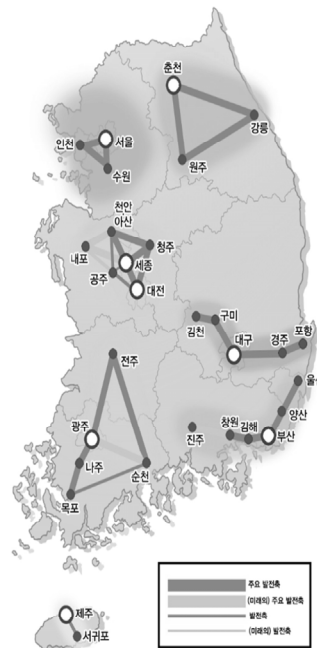 춘천
강릉
원주
서울
인천
수원
천안
아산
청주
내포
세종
공주
대전
김천
구미
대구
경주
포항
울산
양산
부산
창원
김해
진주
전주
광주
나주
순천
목포
제주
서귀포
주요 발전축
(미래의) 주요 발전축
발전축
(미래의) 발전축